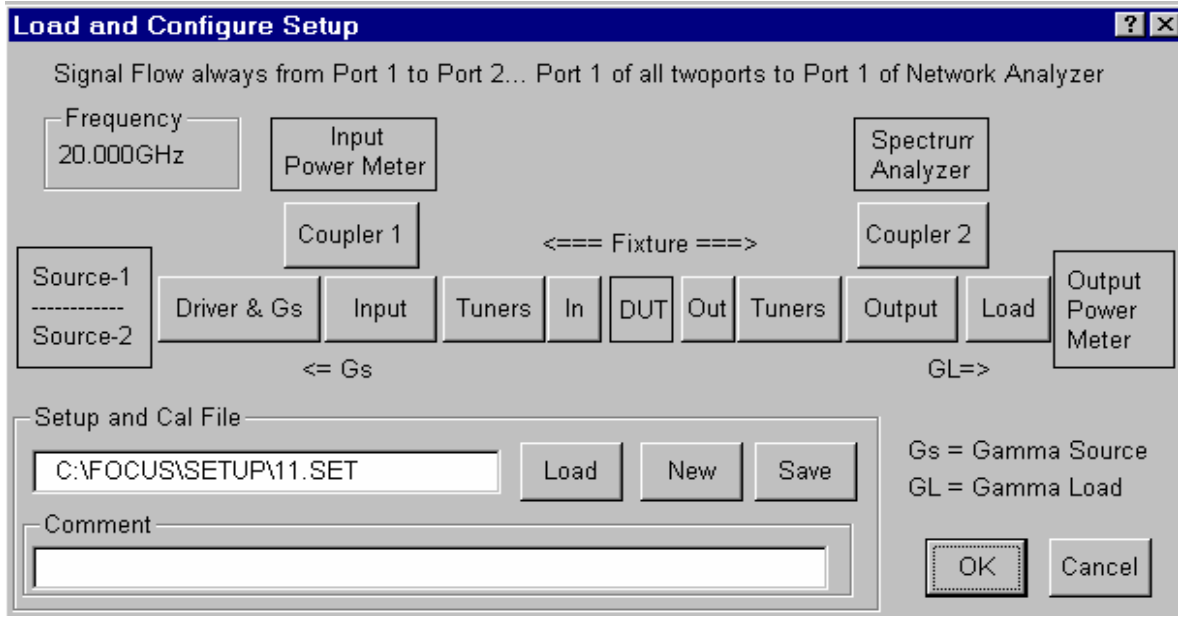 Load and Configure Setup
? ×
Signal Flow always from Port 1 to Port 2... Port 1 of all twoports to Port 1 of Network Analyzer
Frequency
20.000GHz
Input
Power Meter
Spectrum
Analyzer
Coupler 1
<=== Fixture ===>
Coupler 2
Source-1
------------
Source-2
Driver & Gs
Input
Tuners
In
DUT
Out
Tuners
Output
Load
Output
Power
Meter
<= Gs
GL=>
Setup and Cal File
C:\FOCUS\SETUP\11.SET
Load
New
Save
Gs = Gamma Source
GL = Gamma Load
Comment
OK
Cancel